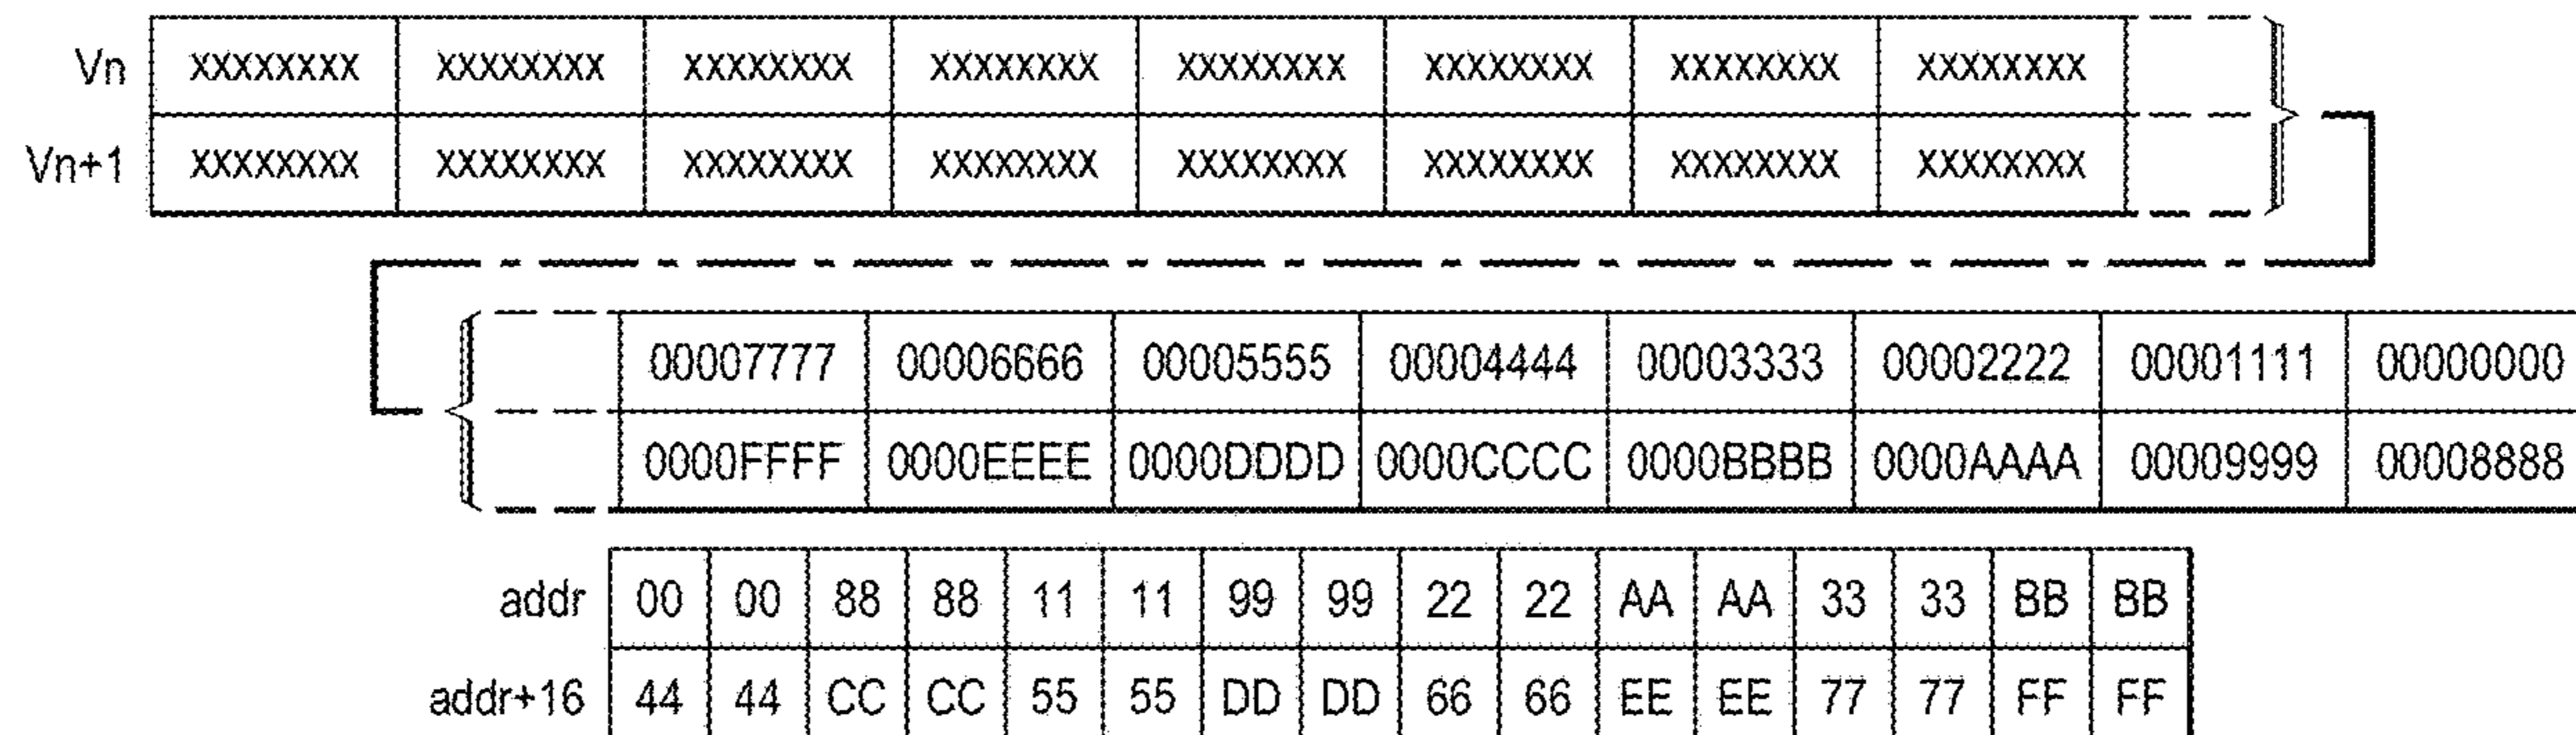 Vn XXXXXXXX XXXXXXXX XXXXXXXX XXXXXXXX XXXXXXXX XXXXXXXX XXXXXXXX XXXXXXXX
Vn+1 XXXXXXXX XXXXXXXX XXXXXXXX XXXXXXXX XXXXXXXX XXXXXXXX XXXXXXXX XXXXXXXX
00007777 00006666 00005555 00004444 00003333 00002222 00001111 00000000
0000FFFF 0000EEEE 0000DDDD 0000CCCC 0000BBBB 0000AAAA 00009999 00008888
addr 00 00 88 88 11 11 99 99 22 22 AA AA 33 33 BB BB
addr+16 44 44 CC CC 55 55 DD DD 66 66 EE EE 77 77 FF FF